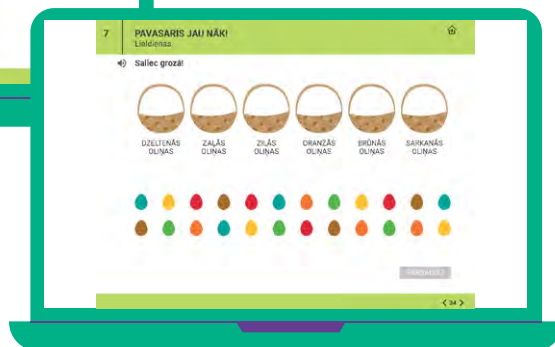 7
PAVASARIS JAU NĀK!
Lieldienas
Saliec grozā!
DZELTENĀS
OLIŅAS
ZAĻĀS
OLIŅAS
ZILĀS
OLIŅAS
ORANŽĀS
OLIŅAS
BRŪNĀS
OLIŅAS
SARKANĀS
OLIŅAS
< 34 >